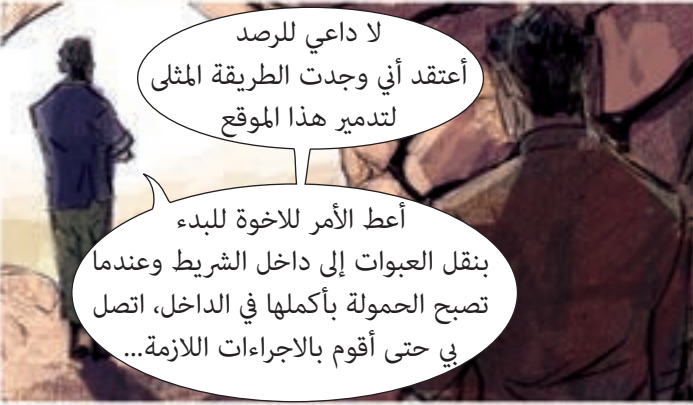 لا داعي للرصد
أعتقد أني وجدت الطريقة المثلى
لتدمير هذا الموقع
أعط الأمر للاخوة للبدء
بنقل العبوات إلى داخل الشريط وعندما
تصبح الحمولة بأكملها في الداخل، اتصل
بي حتى أقوم بالاجراءات اللازمة...